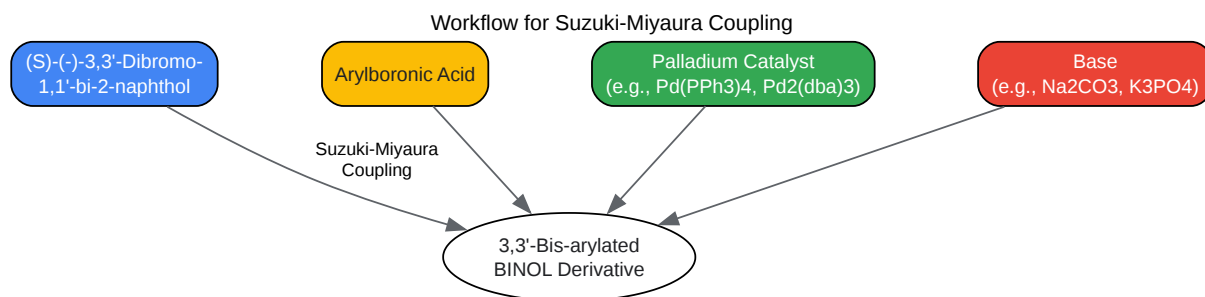 Workflow for Suzuki-Miyaura Coupling
(S)-(-)-3,3'-Dibromo-
1,1'-bi-2-naphthol
Arylboronic Acid
Palladium Catalyst
(e.g., Pd(PPh3)4, Pd2(dba)3)
Base
(e.g., Na2CO3, K3PO4)
Suzuki-Miyaura
Coupling
3,3'-Bis-arylated
BINOL Derivative